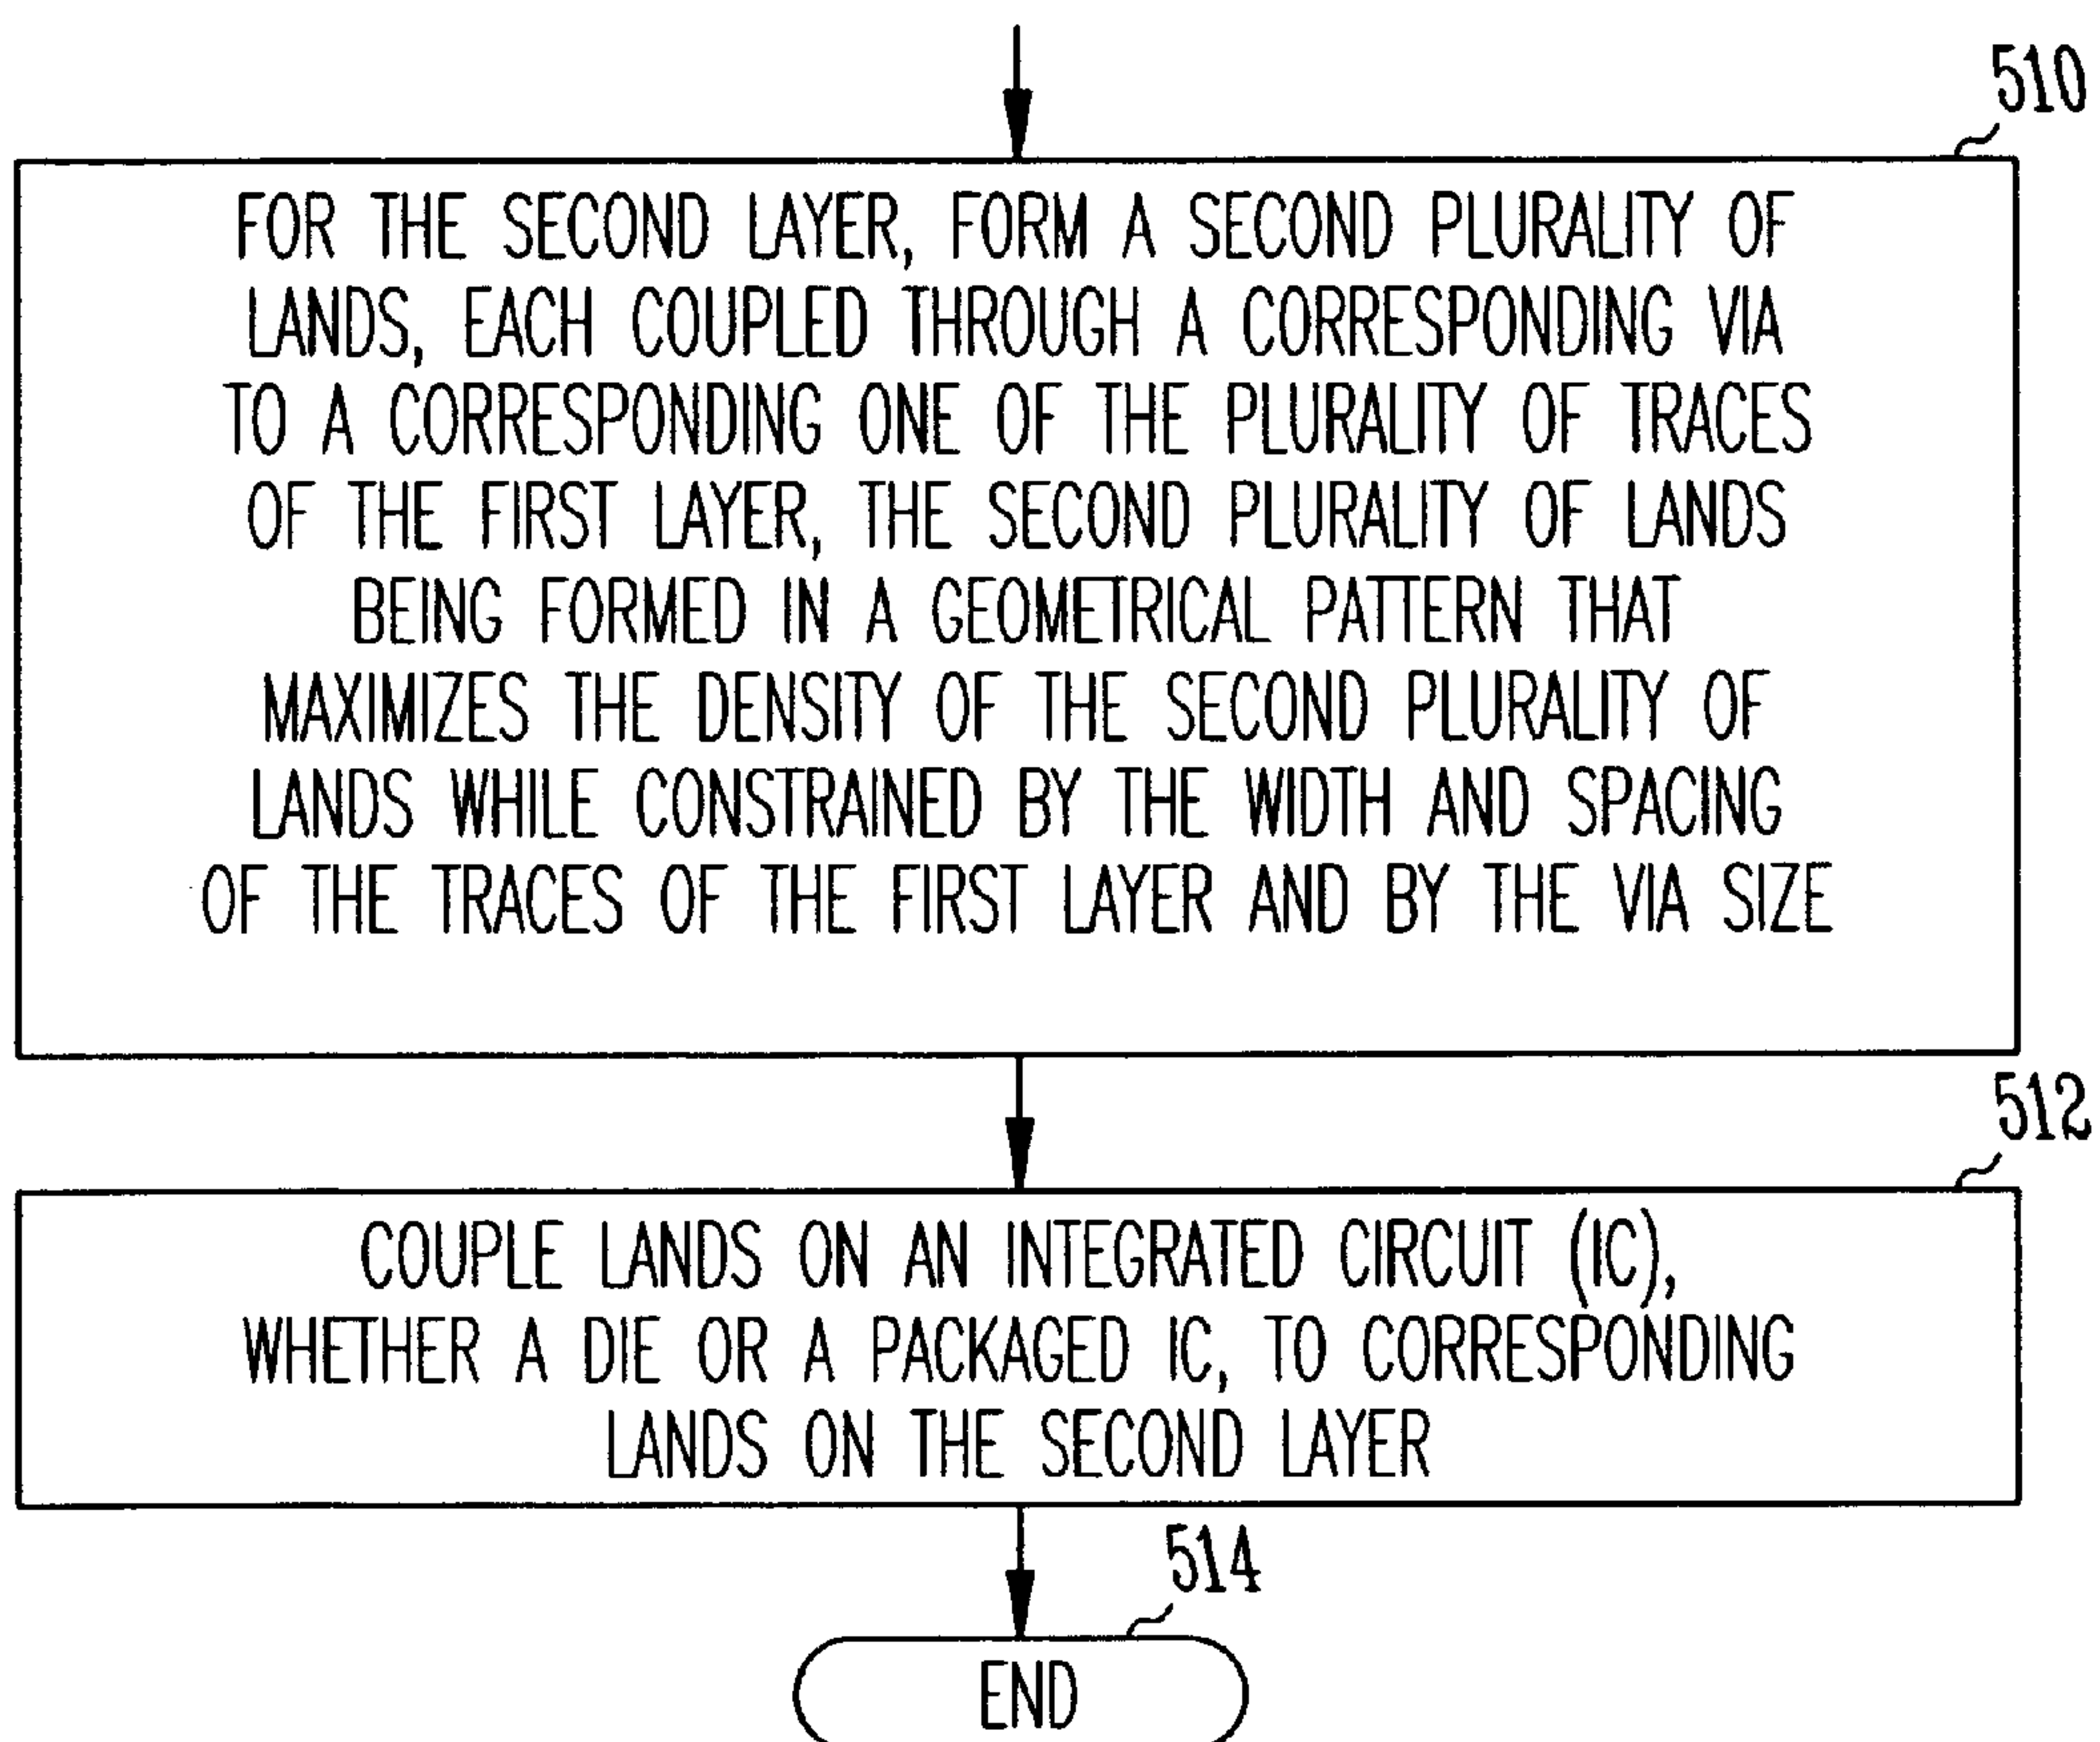 510
FOR THE SECOND LAYER, FORM A SECOND PLURALITY OF
LANDS, EACH COUPLED THROUGH A CORRESPONDING VIA
TO A CORRESPONDING ONE OF THE PLURALITY OF TRACES
OF THE FIRST LAYER, THE SECOND PLURALITY OF LANDS
BEING FORMED IN A GEOMETRICAL PATTERN THAT
MAXIMIZES THE DENSITY OF THE SECOND PLURALITY OF
LANDS WHILE CONSTRAINED BY THE WIDTH AND SPACING
OF THE TRACES OF THE FIRST LAYER AND BY THE VIA SIZE
512
COUPLE LANDS ON AN INTEGRATED CIRCUIT (IC),
WHETHER A DIE OR A PACKAGED IC, TO CORRESPONDING
LANDS ON THE SECOND LAYER
514
END